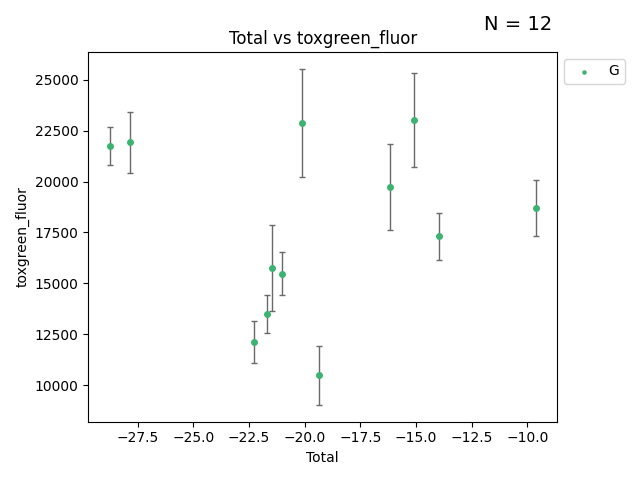 N = 12
Total vs toxgreen_fluor
G
25000
22500
20000
17500
15000
12500
10000
toxgreen_fluor
−27.5 −25.0 −22.5 −20.0 −17.5 −15.0 −12.5 −10.0
Total